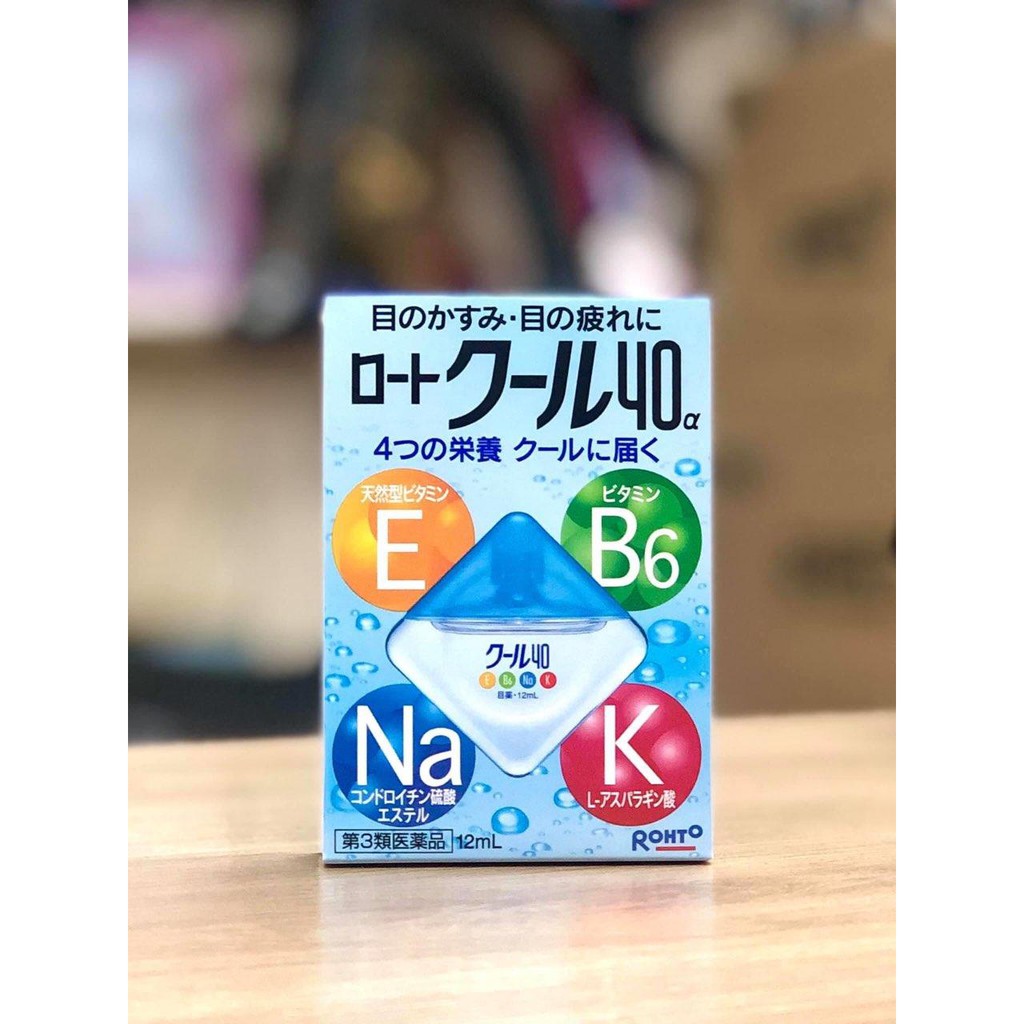 目のかすみ・目の疲れに
ロートクール40α
4つの栄養 クールに届く
天然型ビタミン
E
ビタミン
B6
クール40
E B6 Na K
目薬・12mL
Na
コンドロイチン硫酸
エステル
K
L-アスパラギン酸
第3類医薬品 12mL
ROHTO